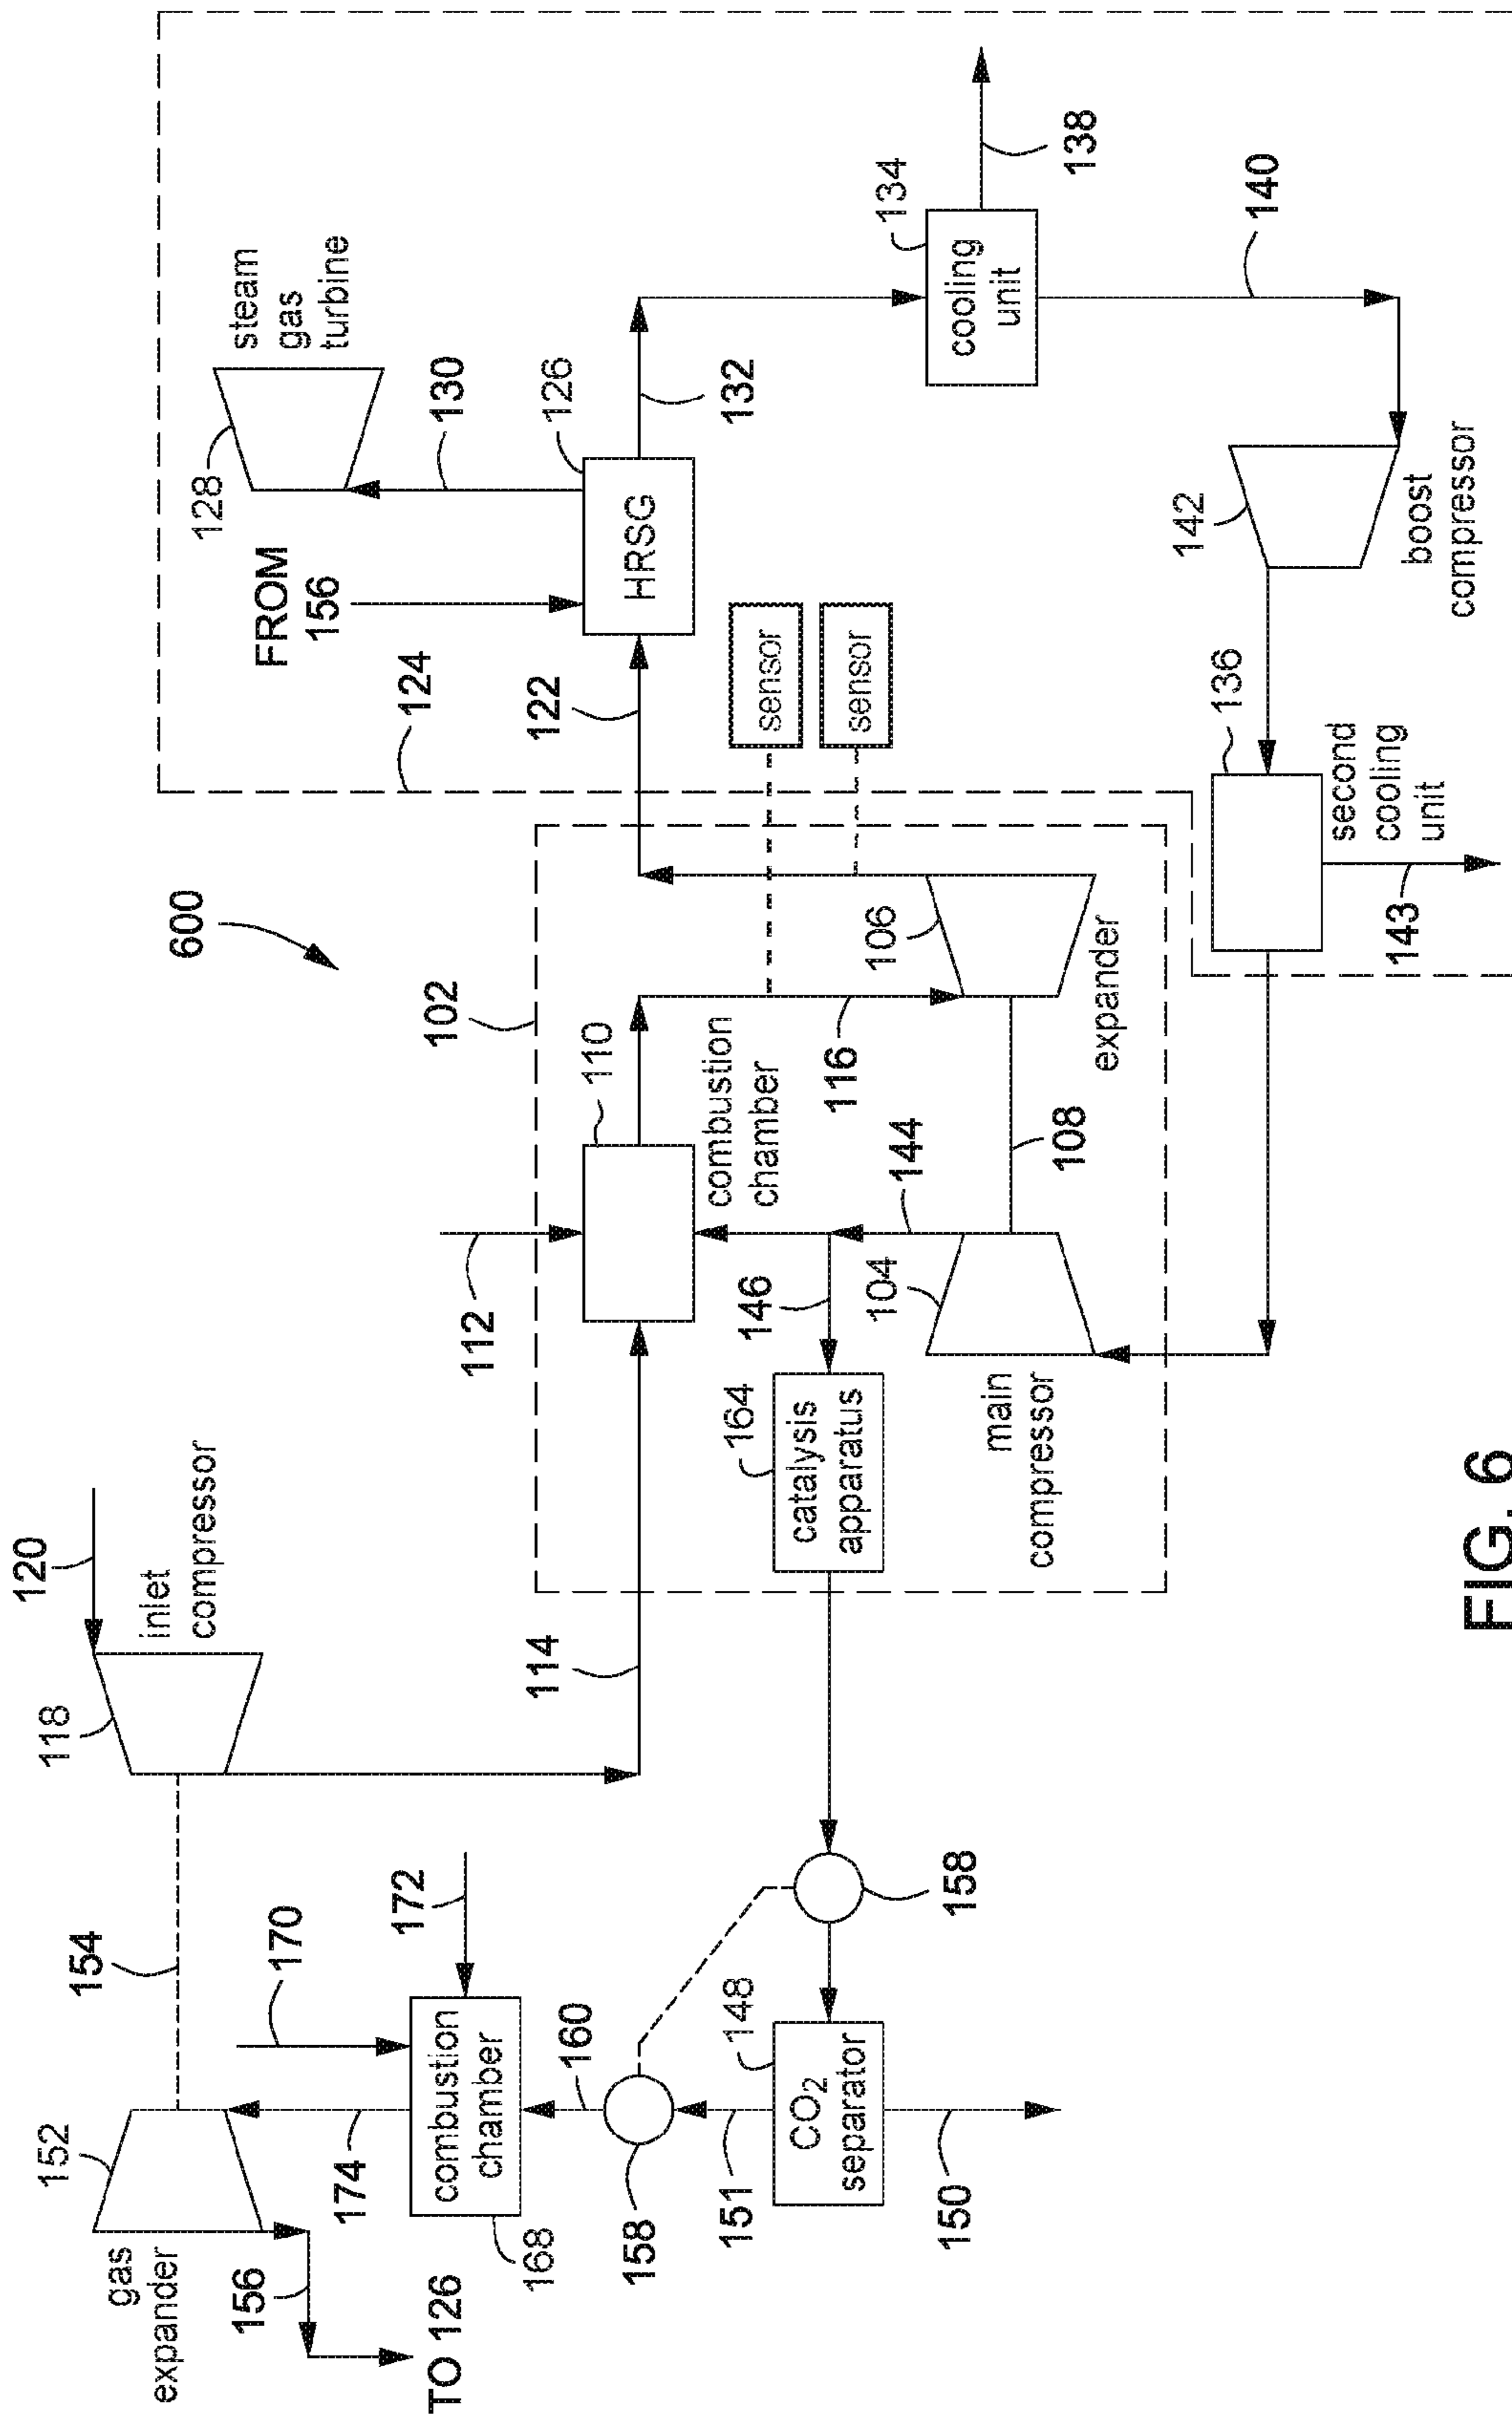 600
120
118
inlet
compressor
154
152
gas
expander
156
TO 126
170
172
174
combustion
chamber
168
160
158
151
148
CO2
separator
150
158
114
112
102
110
combustion
chamber
116
146
144
164
catalysis
apparatus
104
main
compressor
108
106
expander
124
122
FROM
156
128
steam
gas
turbine
130
126
HRSG
132
sensor
sensor
134
cooling
unit
138
140
142
boost
compressor
136
second
cooling
unit
143
FIG. 6